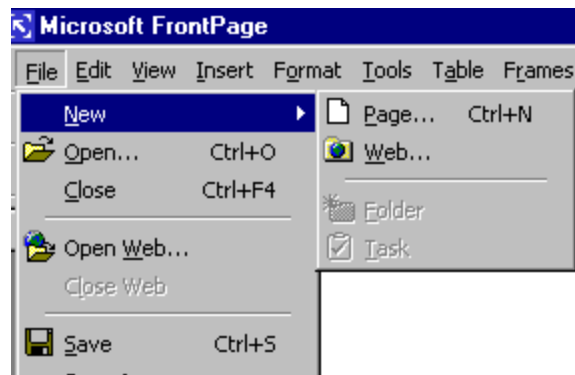 Microsoft FrontPage
File Edit View Insert Format Tools Table Frames
New
Open... Ctrl+O
Close Ctrl+F4
Open Web...
Close Web
Save Ctrl+S
Page... Ctrl+N
Web...
Folder
Task